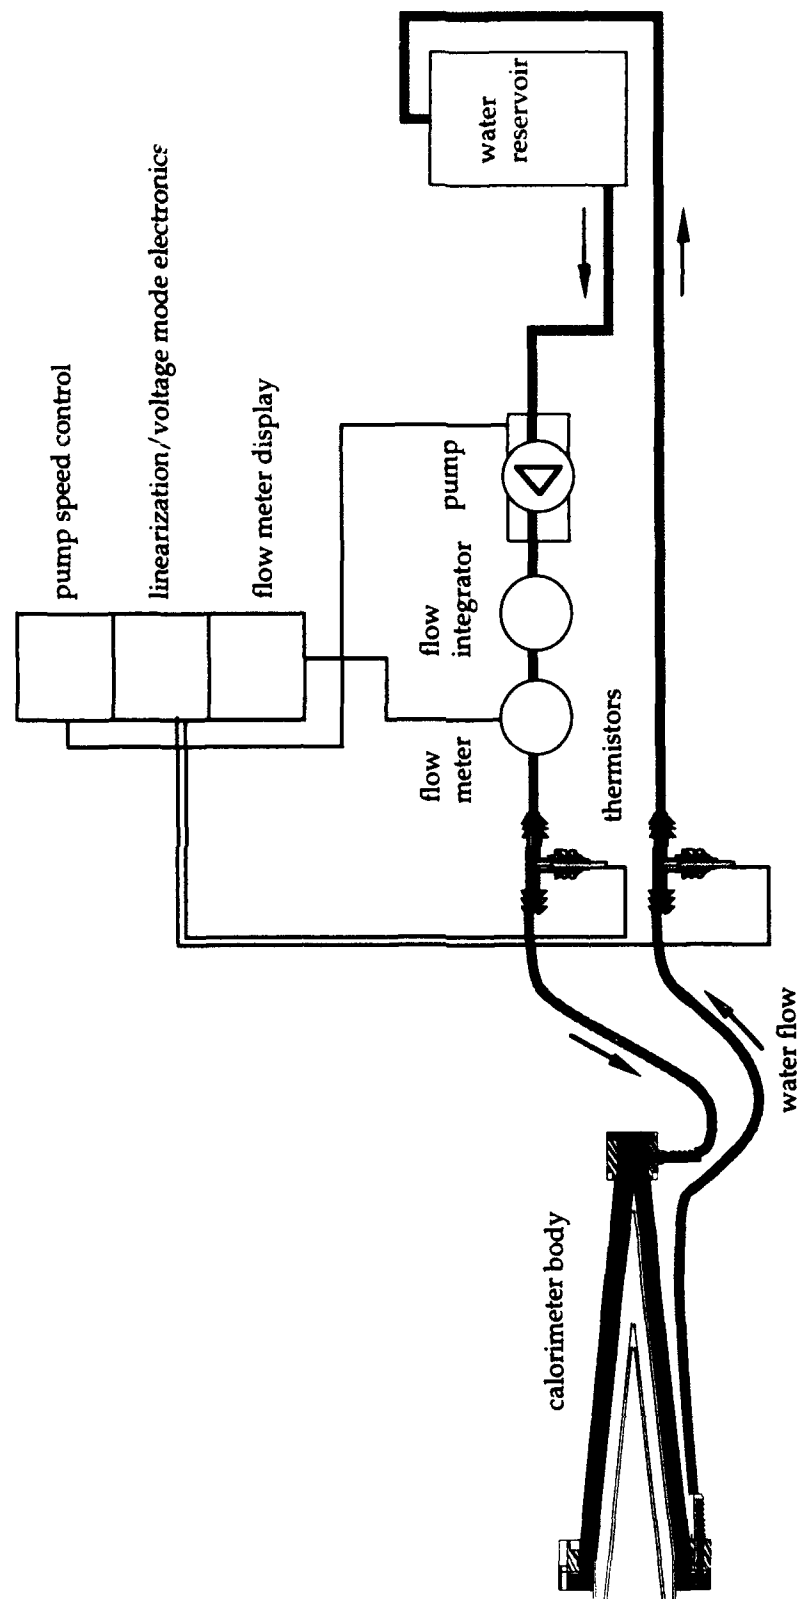 pump speed control
linearization/voltage mode electronics
flow meter display
water
reservoir
pump
flow
integrator
flow
meter
thermistors
water flow
calorimeter body